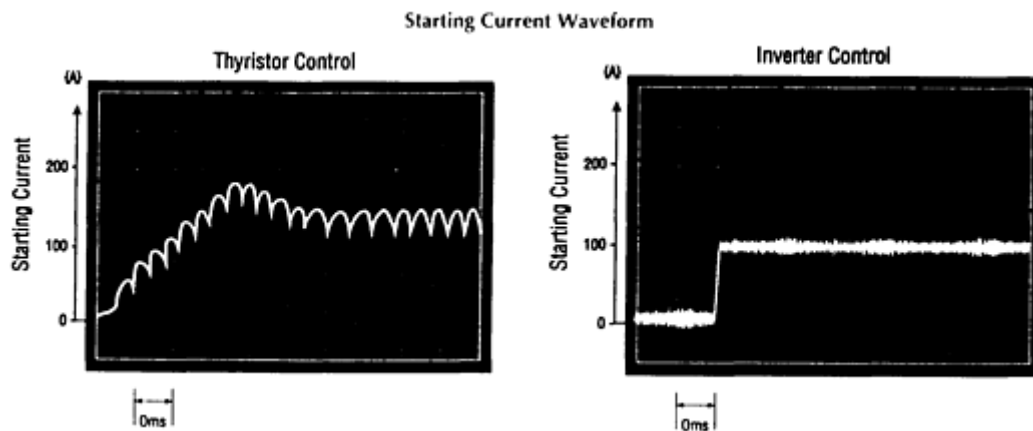 Starting Current Waveform
Thyristor Control
(A)
Starting Current
200
100
0
0ms
Inverter Control
(A)
Starting Current
200
100
0
0ms